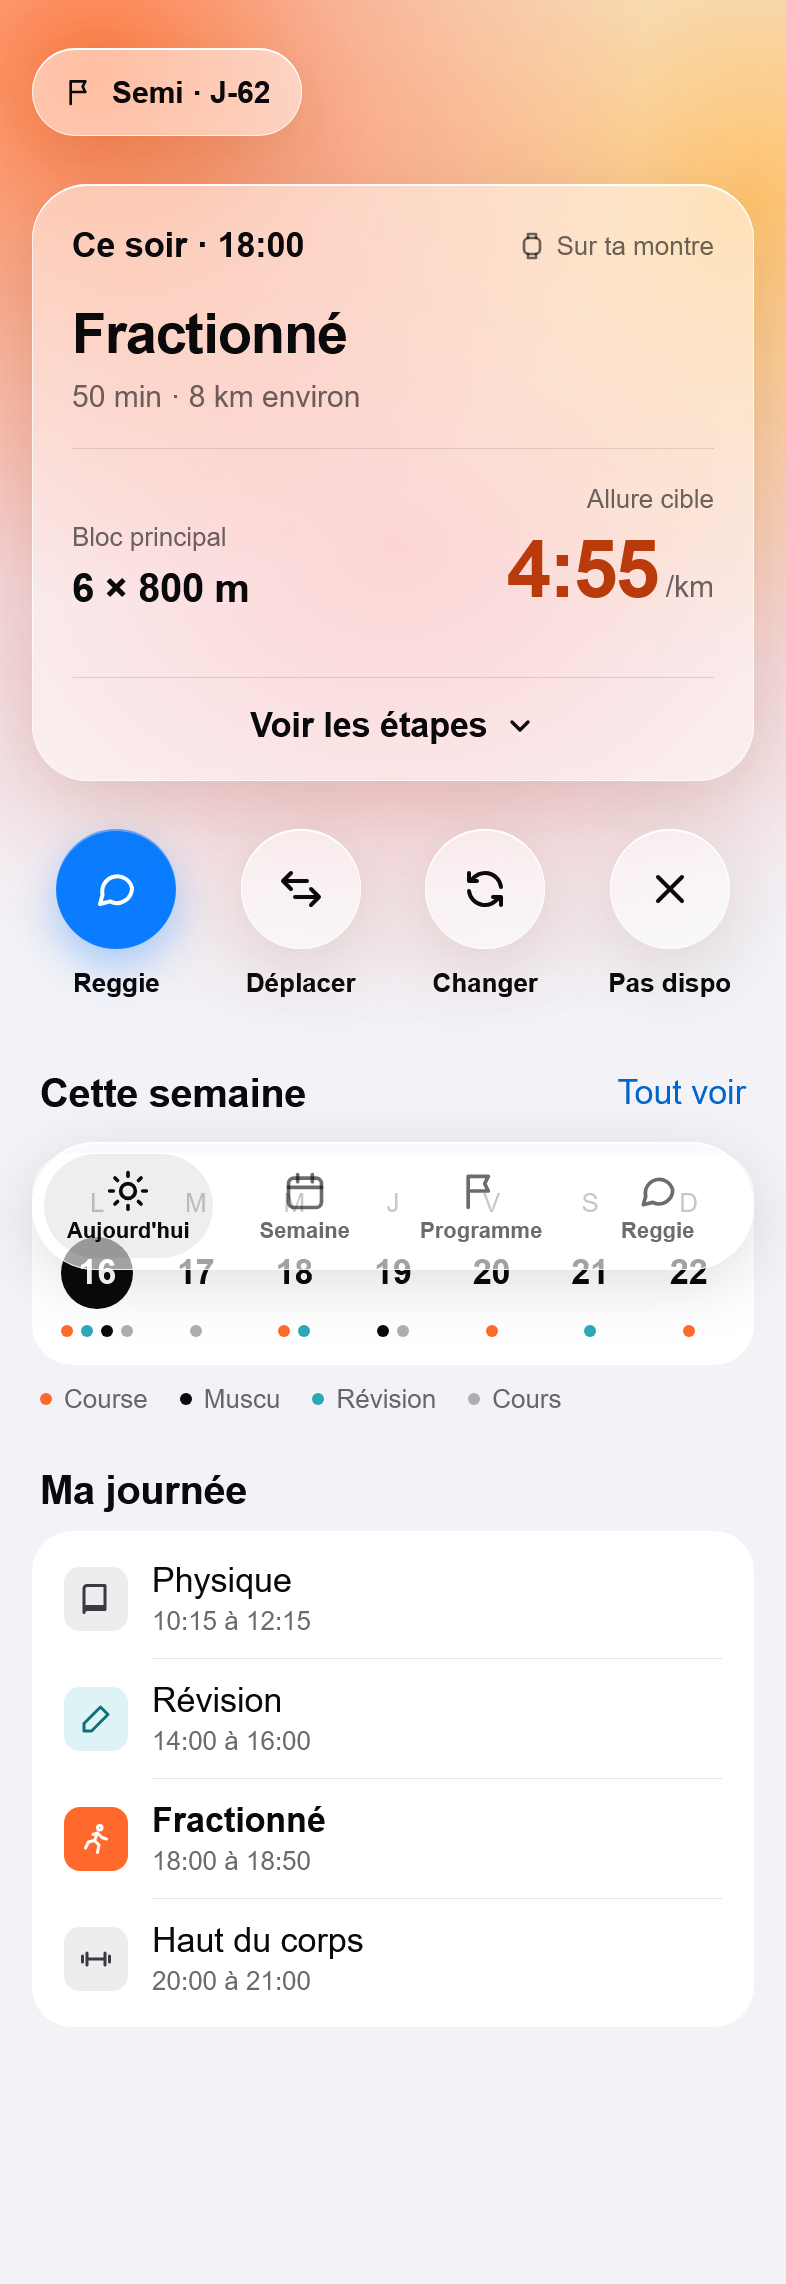 Semi · J-62
Ce soir · 18:00
Sur ta montre
Fractionné
50 min · 8 km environ
Allure cible
Bloc principal
4:55 /km
6 × 800 m
Voir les étapes
Reggie
Déplacer
Changer
Pas dispo
Cette semaine
Tout voir
L M M J V S D
Aujourd'hui
Semaine
Programme
Reggie
16 17 18 19 20 21 22
Course
Muscu
Révision
Cours
Ma journée
Physique
10:15 à 12:15
Révision
14:00 à 16:00
Fractionné
18:00 à 18:50
Haut du corps
20:00 à 21:00